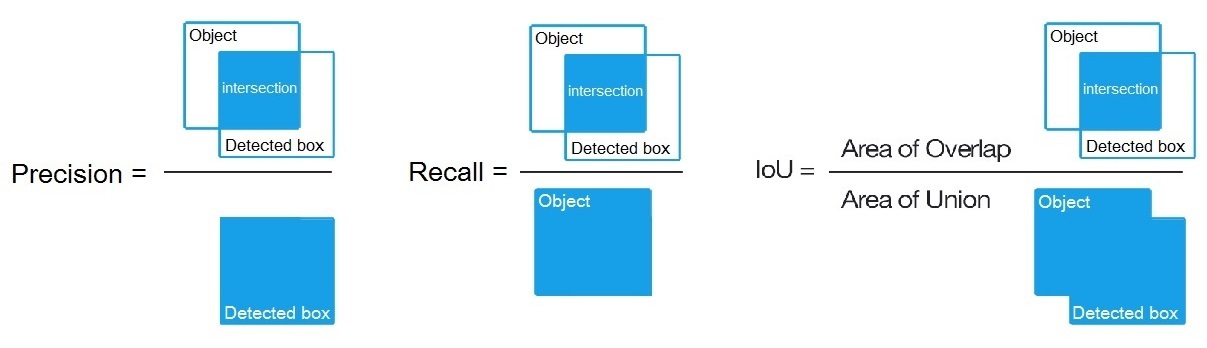 Object
intersection
Detected box
Precision =
Detected box
Object
intersection
Detected box
Recall =
Object
Object
intersection
Detected box
IoU =
Area of Overlap
Area of Union
Object
Detected box